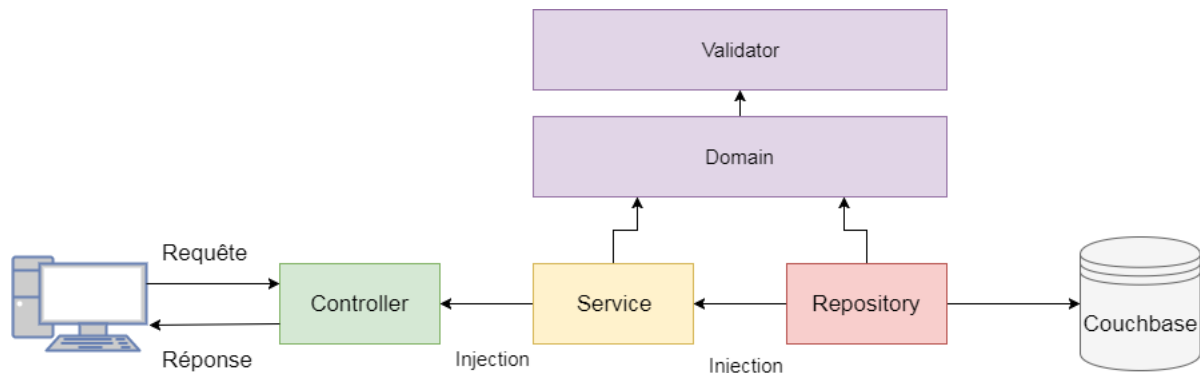 Validator
Domain
Requête
Controller
Service
Repository
Couchbase
Réponse
Injection
Iniection